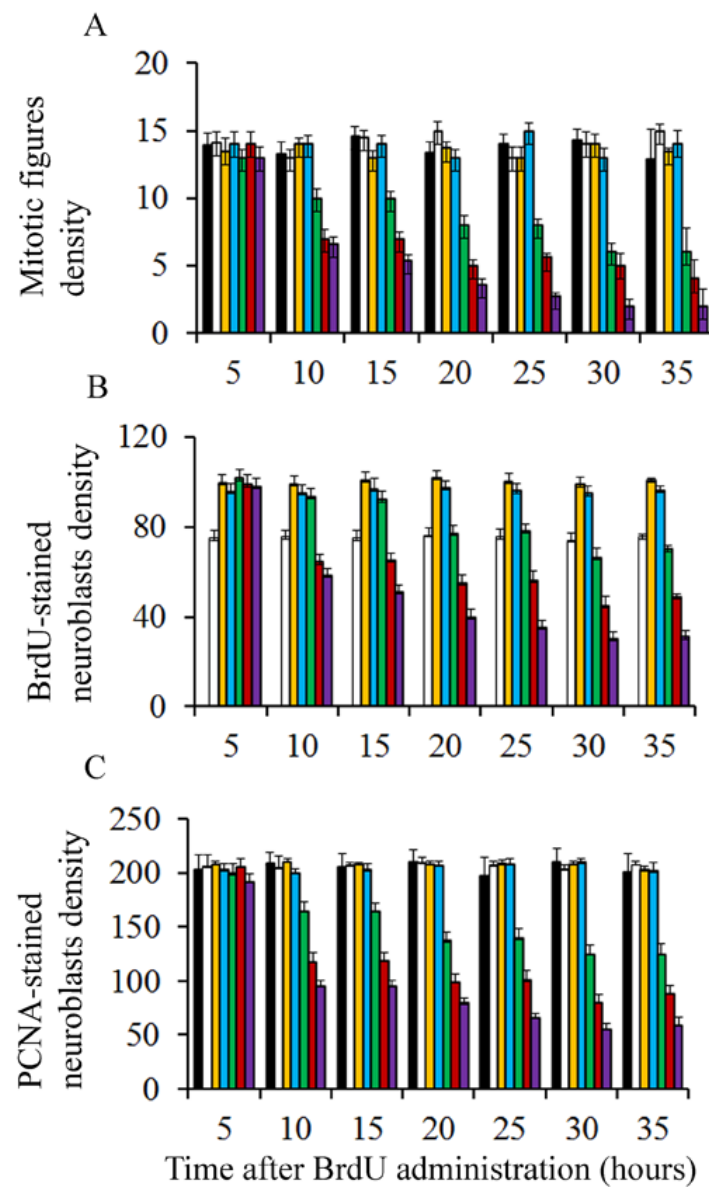 A
20
15
10
5
0
Mitotic figures
density
5 10 15 20 25 30 35
B
120
80
40
0
BrdU-stained
neuroblasts density
5 10 15 20 25 30 35
C
250
200
150
100
50
0
PCNA-stained
neuroblasts density
5 10 15 20 25 30 35
Time after BrdU administration (hours)